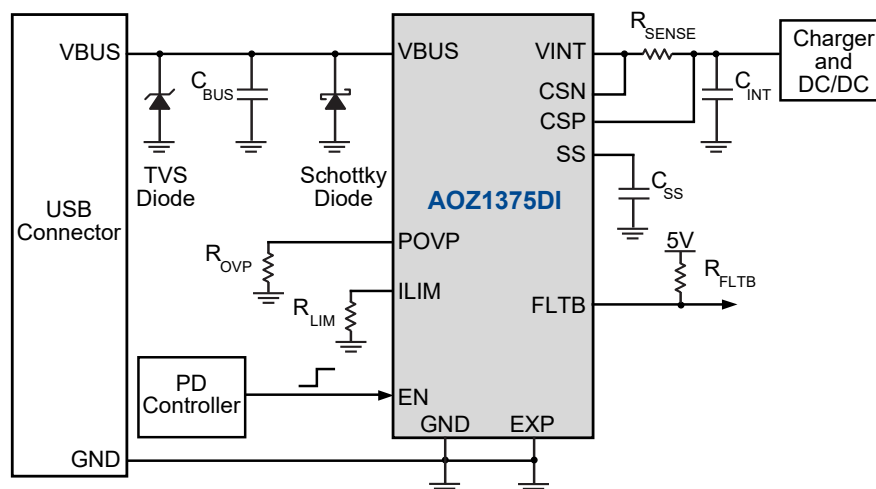 VBUS
C_BUS
TVS
Diode
Schottky
Diode
USB
Connector
GND
R_OVP
R_LIM
PD
Controller
VBUS
POVP
ILIM
EN
GND
EXP
AOZ1375DI
VINT
CSN
CSP
SS
FLTB
R_SENSE
C_INT
C_SS
5V
R_FLTB
Charger
and
DC/DC